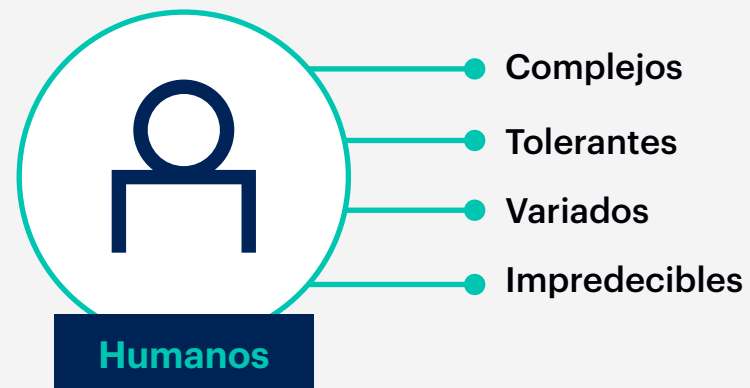 Complejos
Tolerantes
Variados
Impredecibles
Humanos